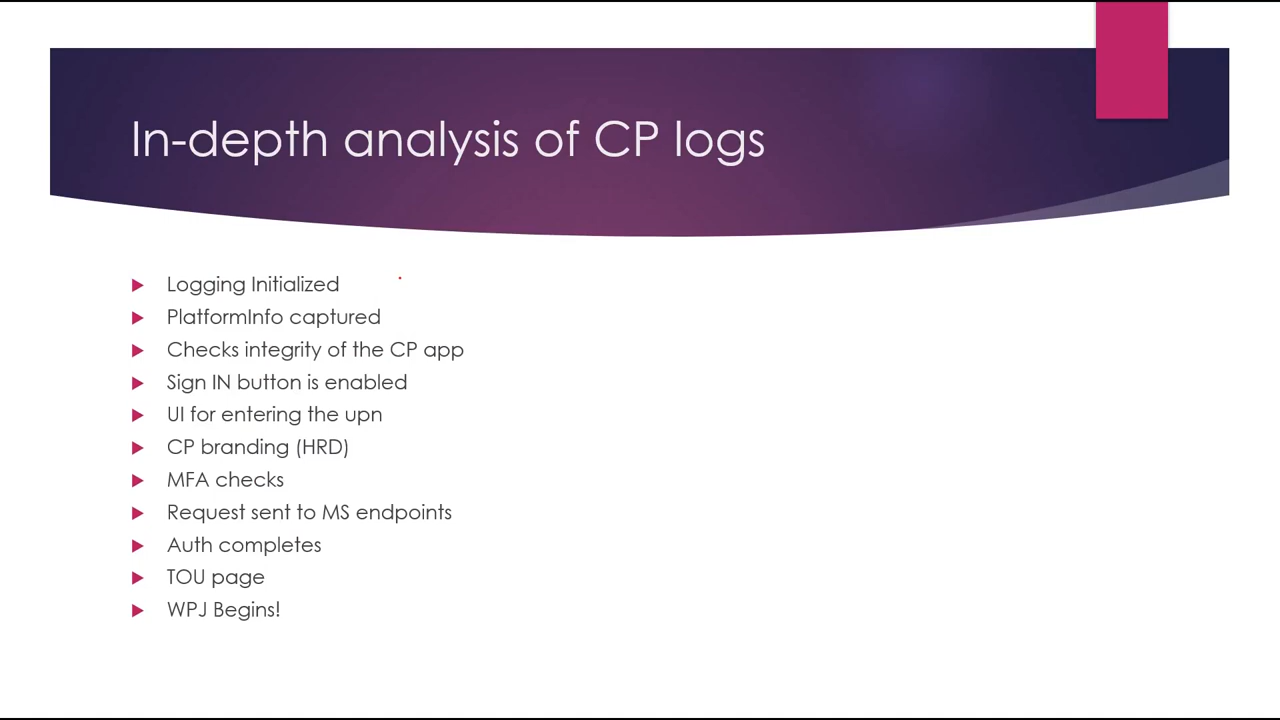 In-depth analysis of CP logs
Logging Initialized
PlatformInfo captured
Checks integrity of the CP app
Sign IN button is enabled
UI for entering the upn
CP branding (HRD)
MFA checks
Request sent to MS endpoints
Auth completes
TOU page
WPJ Begins!